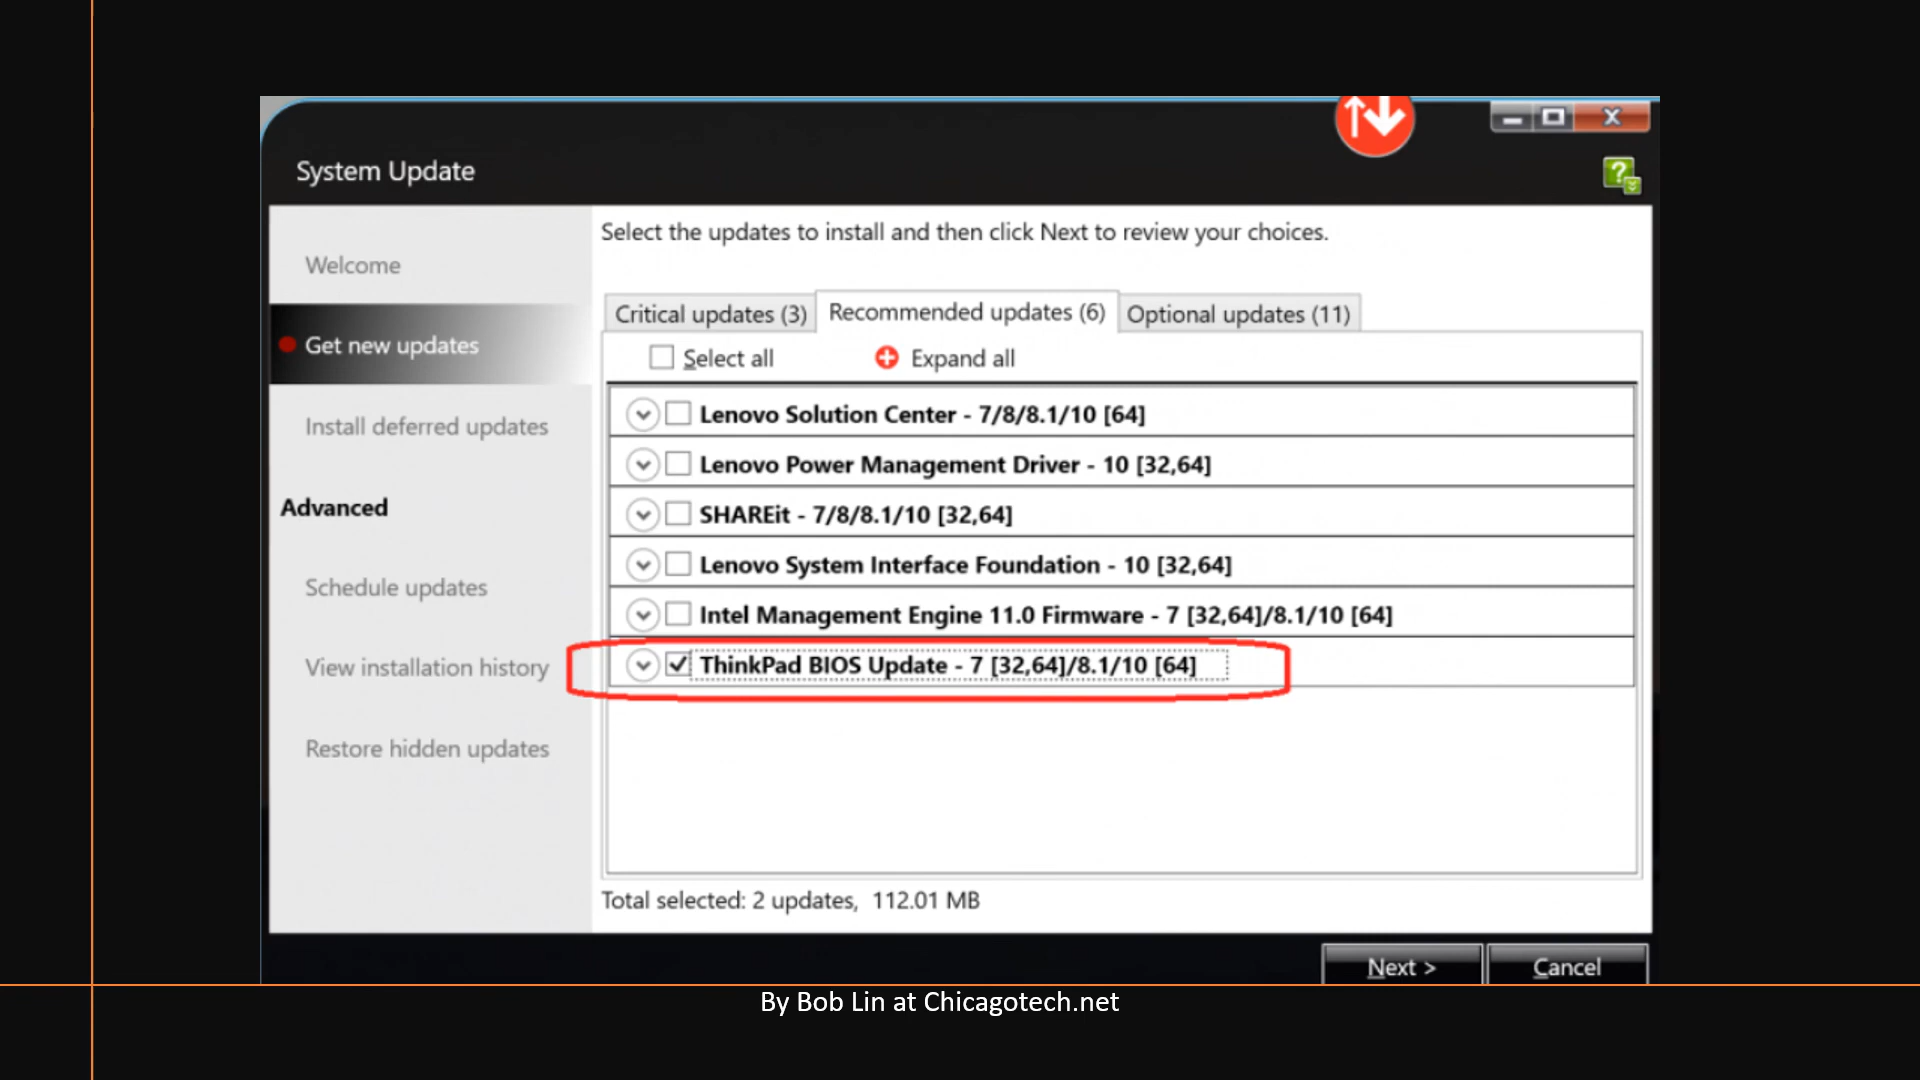 System Update
Welcome
Get new updates
Install deferred updates
Advanced
Schedule updates
View installation history
Restore hidden updates
Select the updates to install and then click Next to review your choices.
Critical updates (3) Recommended updates (6) Optional updates (11)
Select all Expand all
Lenovo Solution Center - 7/8/8.1/10 [64]
Lenovo Power Management Driver - 10 [32,64]
SHAREit - 7/8/8.1/10 [32,64]
Lenovo System Interface Foundation - 10 [32,64]
Intel Management Engine 11.0 Firmware - 7 [32,64]/8.1/10 [64]
ThinkPad BIOS Update - 7 [32,64]/8.1/10 [64]
Total selected: 2 updates, 112.01 MB
Next > Cancel
By Bob Lin at Chicagotech.net